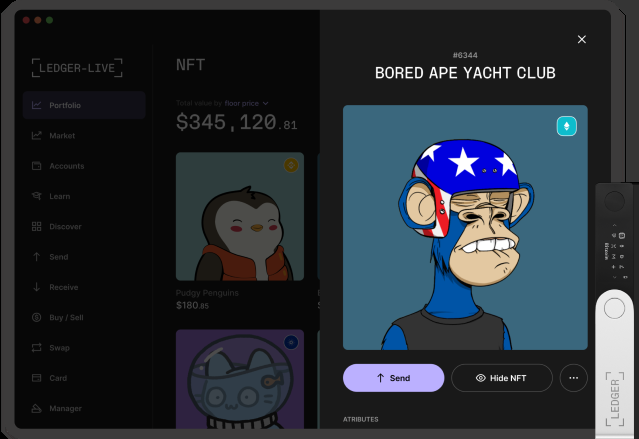 LEDGER-LIVE
Portfolio
Market
Accounts
Learn
Discover
Send
Receive
Buy / Sell
Swap
Card
Manager
NFT
Total value by floor price
$345,120.81
Pudgy Penguins
$180.85
#6344
BORED APE YACHT CLUB
Send
Hide NFT
ATRIBUTES
Bitcoin
LEDGER